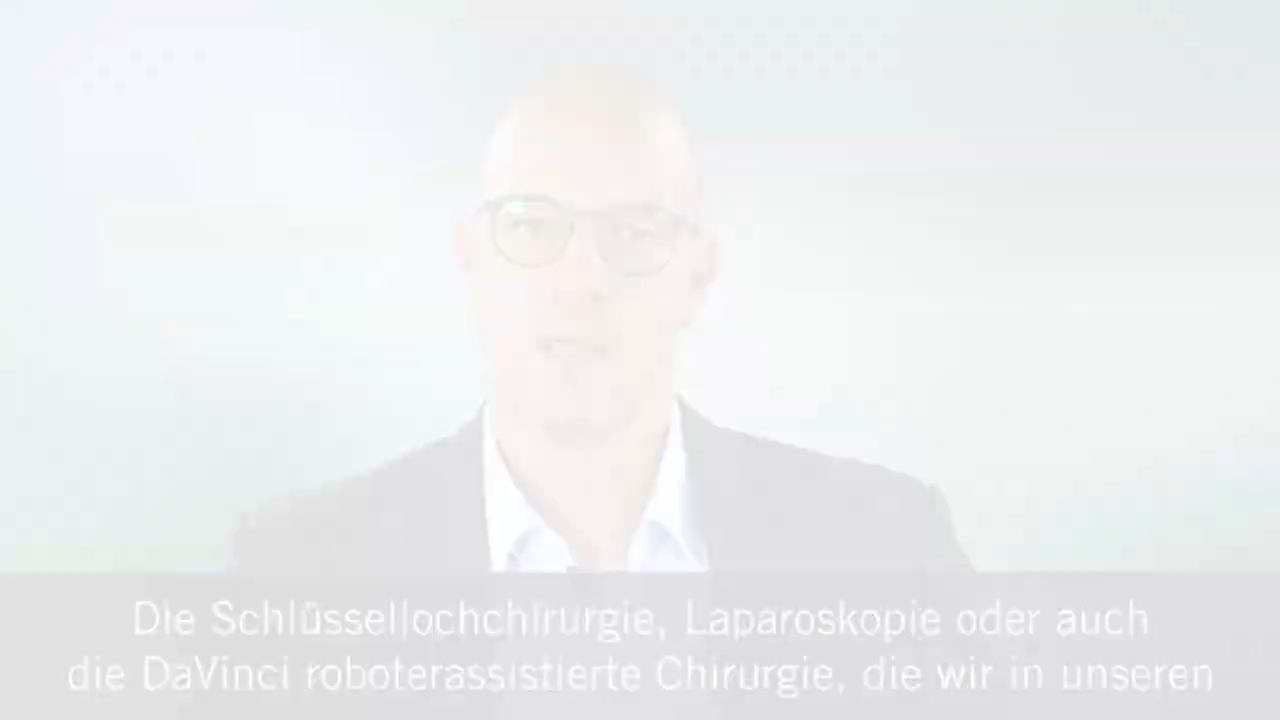 Die Schlüssellochchirurgie, Laparoskopie oder auch
die DaVinci roboterassistierte Chirurgie, die wir in unseren